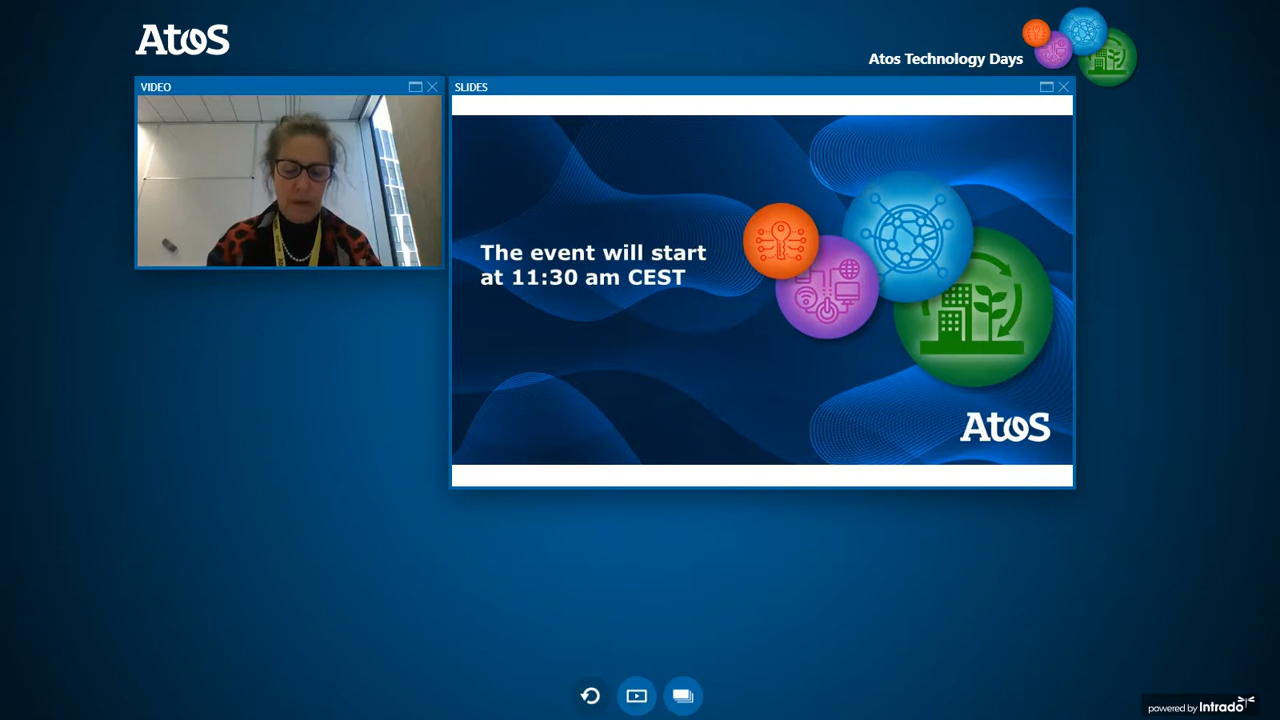 Atos
Atos Technology Days
VIDEO
SLIDES
The event will start
at 11:30 am CEST
Atos
powered by Intrado